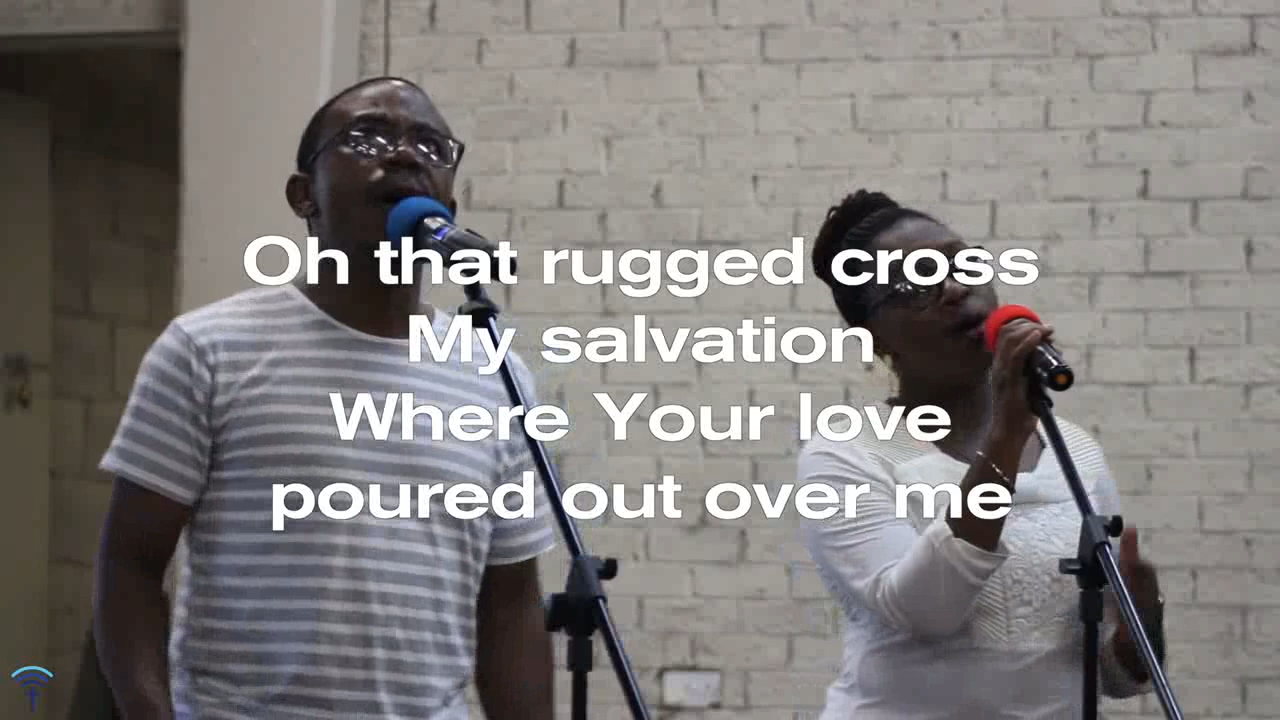 Oh that rugged cross
My salvation
Where Your love
poured out over me